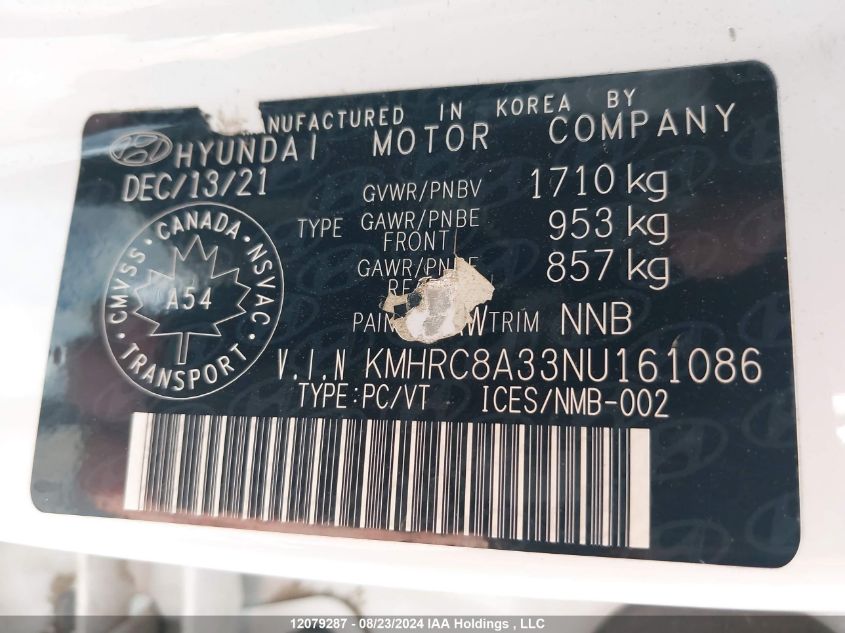 NUFACTURED IN KOREA BY
HYUNDAI MOTOR COMPANY
DEC/13/21
GVWR/PNBV 1710 kg
TYPE GAWR/PNBE 953 kg
FRONT
GAWR/PN 857 kg
CMVSS · CANADA · NSVAC
A54
TRANSPORT
PAIN W TRIM NNB
V.I.N KMHRC8A33NU161086
TYPE:PC/VT ICES/NMB-002
12079287 - 08/23/2024 IAA Holdings , LLC